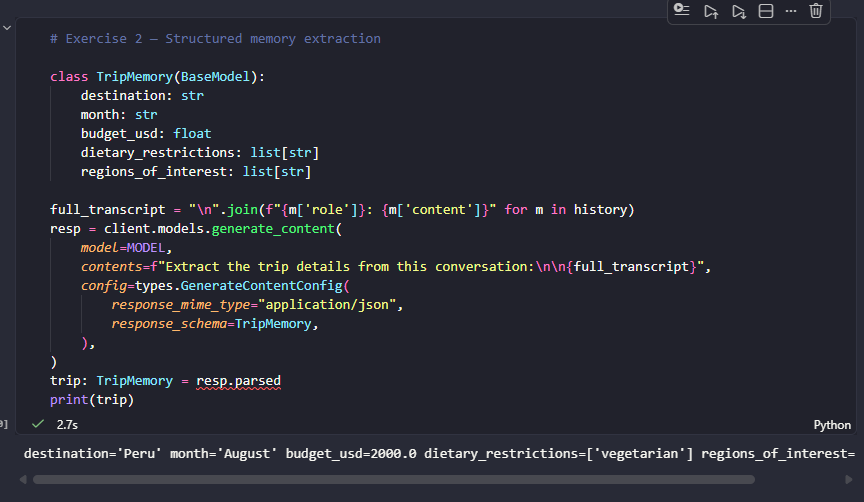 # Exercise 2 — Structured memory extraction
class TripMemory(BaseModel):
    destination: str
    month: str
    budget_usd: float
    dietary_restrictions: list[str]
    regions_of_interest: list[str]
full_transcript = "\n".join(f"{m['role']}: {m['content']}" for m in history)
resp = client.models.generate_content(
    model=MODEL,
    contents=f"Extract the trip details from this conversation:\n\n{full_transcript}",
    config=types.GenerateContentConfig(
        response_mime_type="application/json",
        response_schema=TripMemory,
    ),
)
trip: TripMemory = resp.parsed
print(trip)
]
2.7s
Python
destination='Peru' month='August' budget_usd=2000.0 dietary_restrictions=['vegetarian'] regions_of_interest=